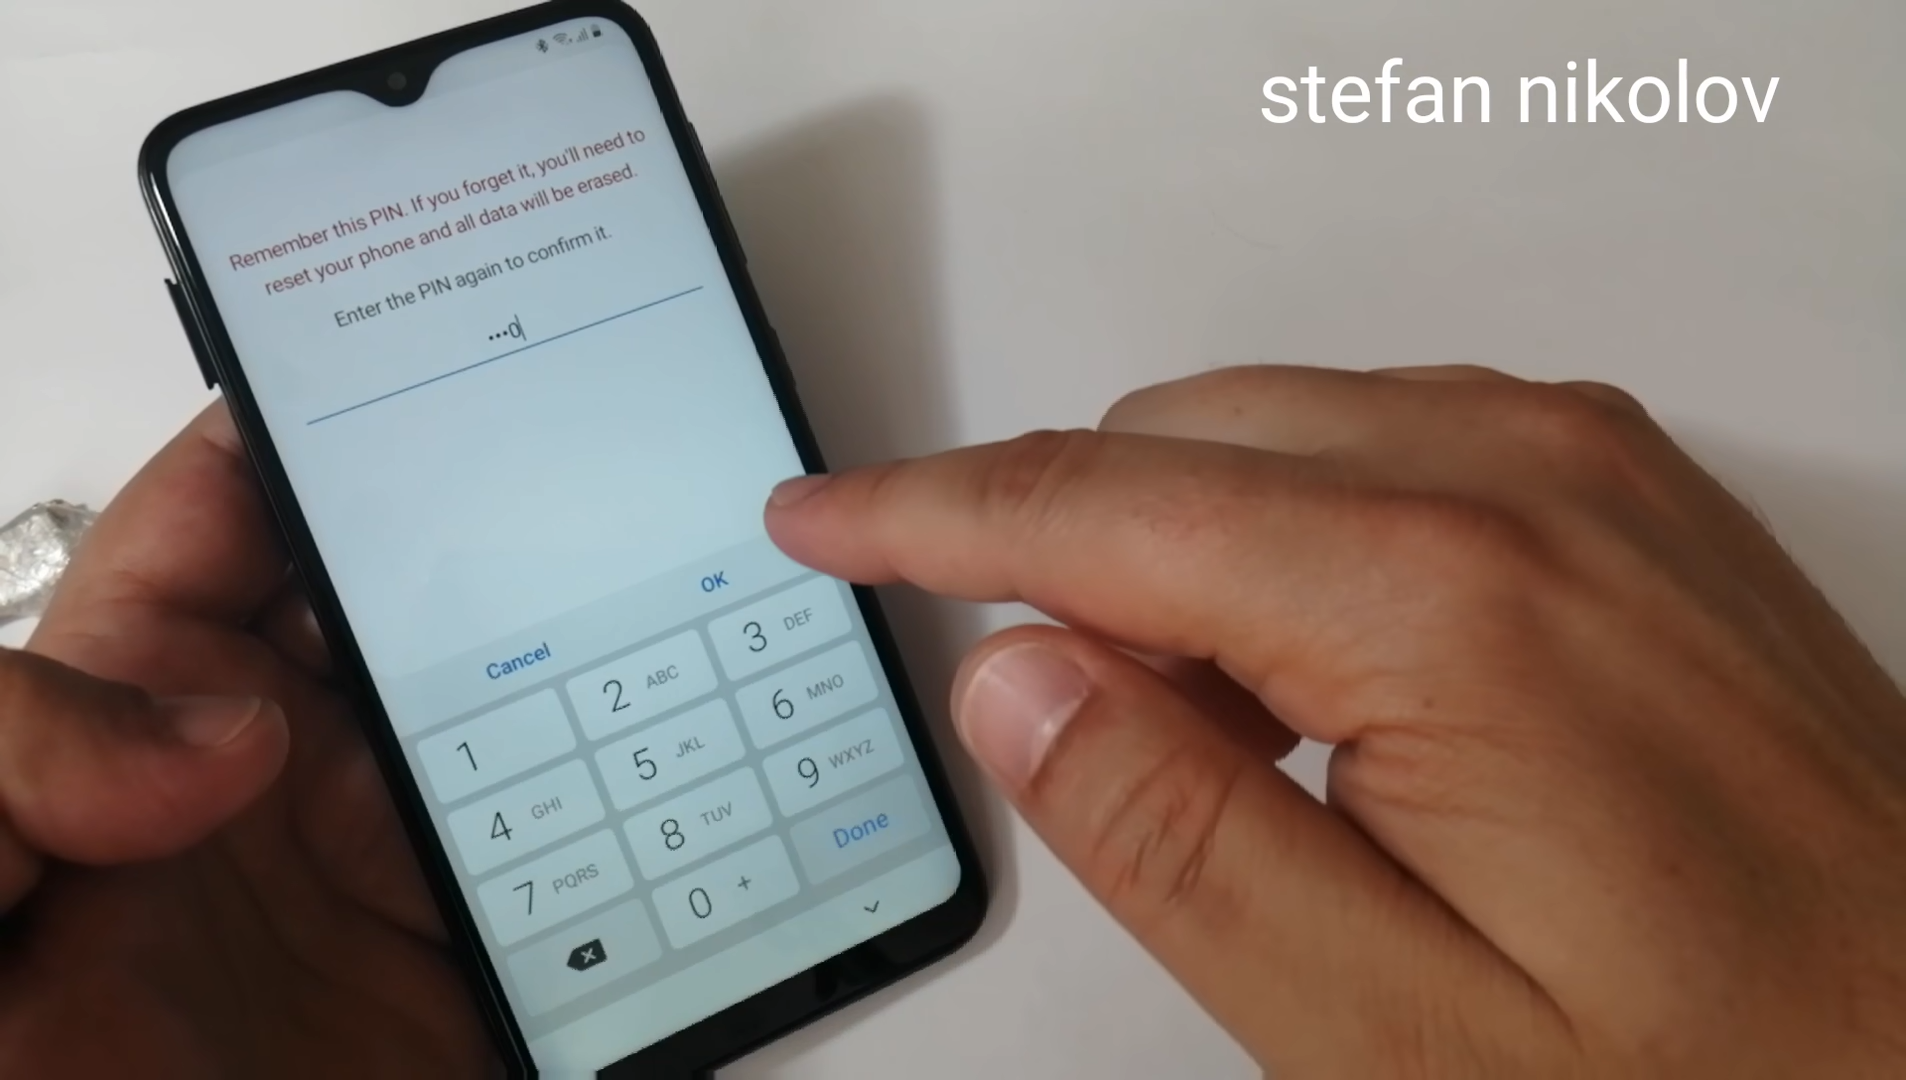 stefan nikolov
Remember this PIN. If you forget it, you'll need to
reset your phone and all data will be erased.
Enter the PIN again to confirm it.
•••0
Cancel OK
1 2 ABC 3 DEF
4 GHI 5 JKL 6 MNO
7 PQRS 8 TUV 9 WXYZ
0 + Done